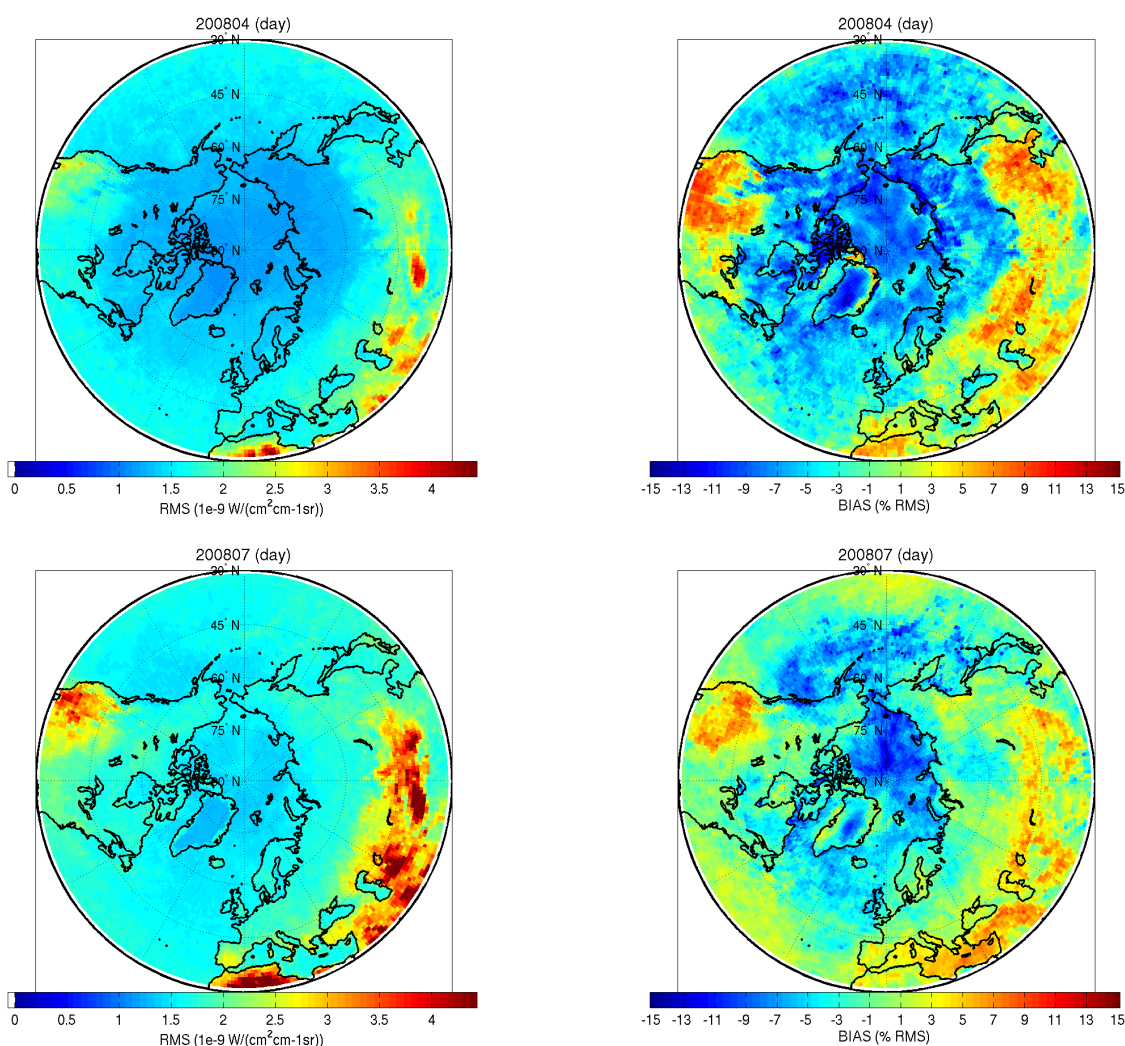 200804 (day)
30° N
45° N
60° N
75° N
90° N
0 0.5 1 1.5 2 2.5 3 3.5 4
RMS (1e-9 W/(cm²cm-1sr))
200804 (day)
30° N
45° N
60° N
75° N
90° N
-15 -13 -11 -9 -7 -5 -3 -1 1 3 5 7 9 11 13 15
BIAS (% RMS)
200807 (day)
30° N
45° N
60° N
75° N
90° N
0 0.5 1 1.5 2 2.5 3 3.5 4
RMS (1e-9 W/(cm²cm-1sr))
200807 (day)
30° N
45° N
60° N
75° N
90° N
-15 -13 -11 -9 -7 -5 -3 -1 1 3 5 7 9 11 13 15
BIAS (% RMS)